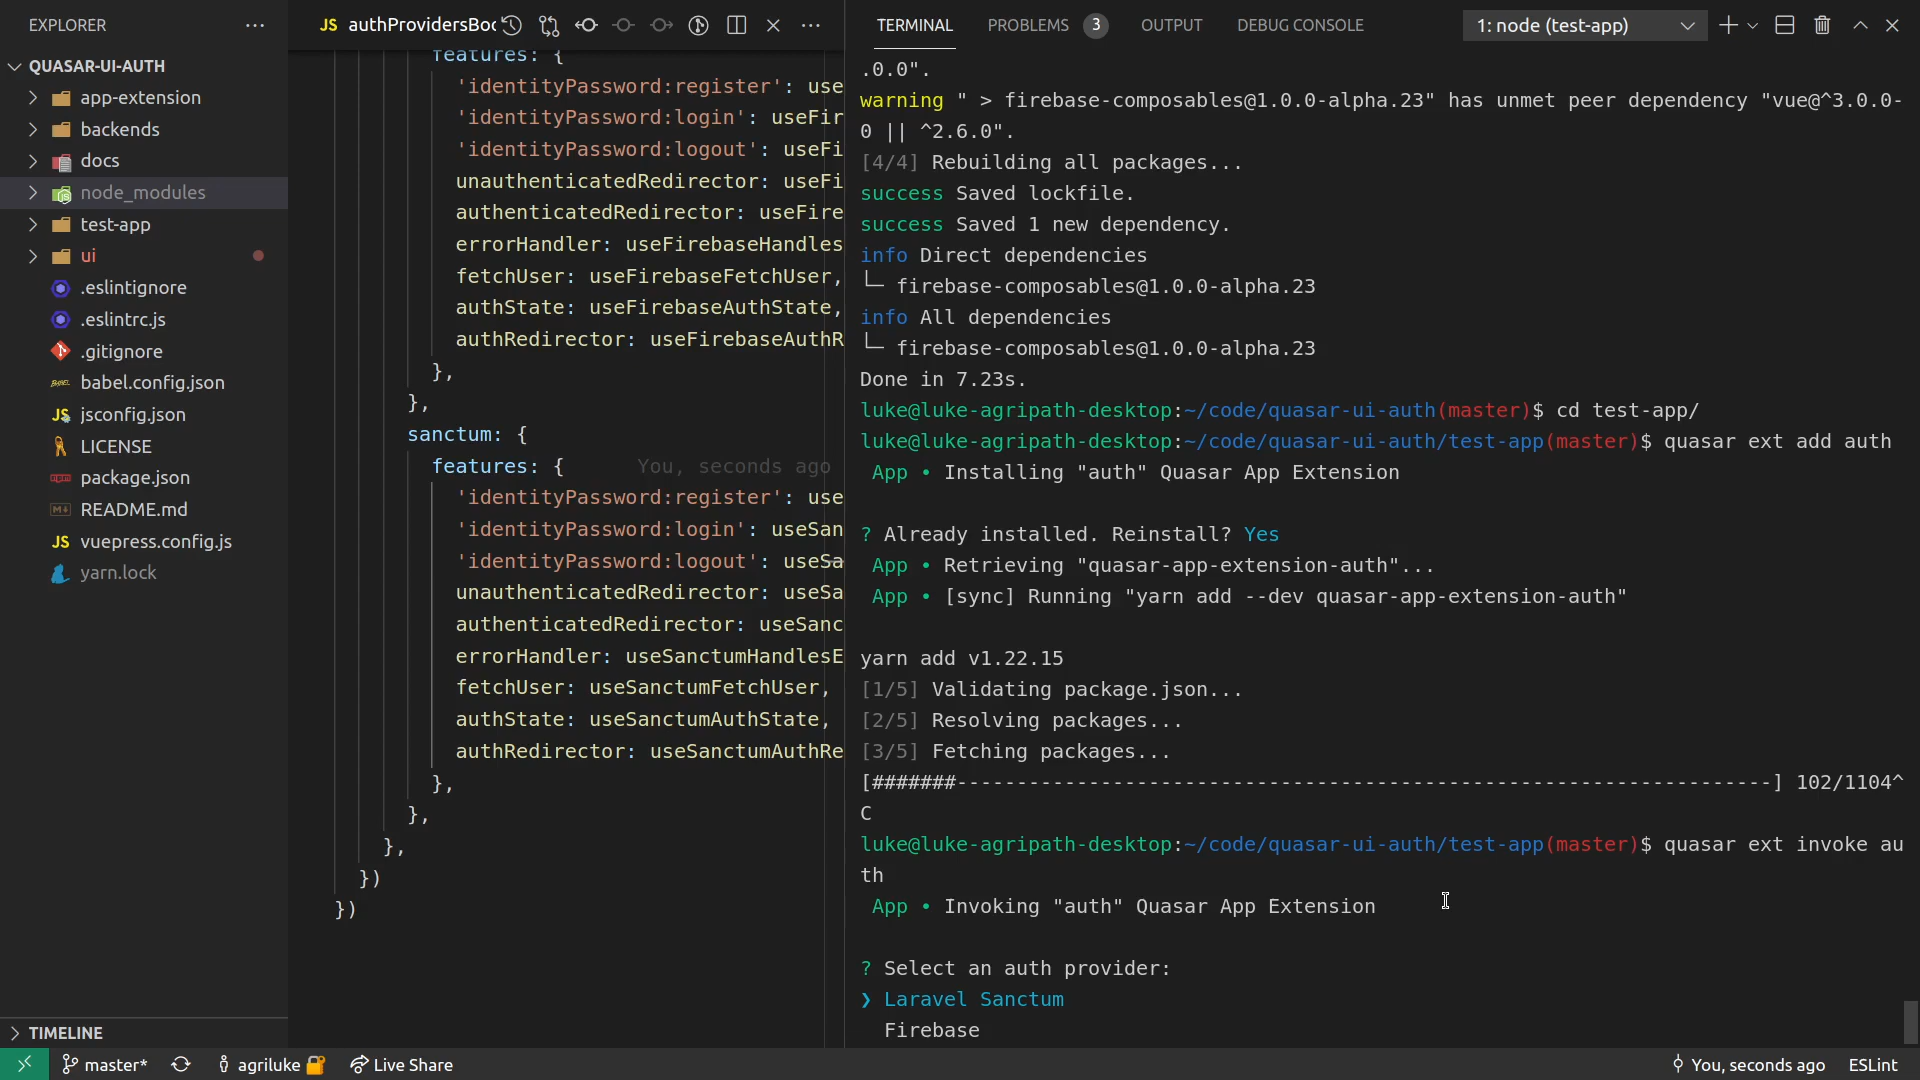 EXPLORER
QUASAR-UI-AUTH
app-extension
backends
docs
node_modules
test-app
ui
.eslintignore
.eslintrc.js
.gitignore
babel.config.json
jsconfig.json
LICENSE
package.json
README.md
vuepress.config.js
yarn.lock
TIMELINE
JS authProvidersBoo
features: {
'identityPassword:register': use
'identityPassword:login': useFir
'identityPassword:logout': useFi
unauthenticatedRedirector: useFi
authenticatedRedirector: useFire
errorHandler: useFirebaseHandles
fetchUser: useFirebaseFetchUser,
authState: useFirebaseAuthState,
authRedirector: useFirebaseAuthR
},
},
sanctum: {
features: { You, seconds ago
'identityPassword:register': use
'identityPassword:login': useSan
'identityPassword:logout': useSa
unauthenticatedRedirector: useSa
authenticatedRedirector: useSanc
errorHandler: useSanctumHandlesE
fetchUser: useSanctumFetchUser,
authState: useSanctumAuthState,
authRedirector: useSanctumAuthRe
},
},
},
})
})
TERMINAL PROBLEMS 3 OUTPUT DEBUG CONSOLE 1: node (test-app)
.0.0".
warning " > firebase-composables@1.0.0-alpha.23" has unmet peer dependency "vue@^3.0.0-
0 || ^2.6.0".
[4/4] Rebuilding all packages...
success Saved lockfile.
success Saved 1 new dependency.
info Direct dependencies
└─ firebase-composables@1.0.0-alpha.23
info All dependencies
└─ firebase-composables@1.0.0-alpha.23
Done in 7.23s.
luke@luke-agripath-desktop:~/code/quasar-ui-auth(master)$ cd test-app/
luke@luke-agripath-desktop:~/code/quasar-ui-auth/test-app(master)$ quasar ext add auth
App • Installing "auth" Quasar App Extension
? Already installed. Reinstall? Yes
App • Retrieving "quasar-app-extension-auth"...
App • [sync] Running "yarn add --dev quasar-app-extension-auth"
yarn add v1.22.15
[1/5] Validating package.json...
[2/5] Resolving packages...
[3/5] Fetching packages...
[#######--------------------------------------------------------------------] 102/1104^
C
luke@luke-agripath-desktop:~/code/quasar-ui-auth/test-app(master)$ quasar ext invoke au
th
App • Invoking "auth" Quasar App Extension
? Select an auth provider:
❯ Laravel Sanctum
Firebase
master* agriluke Live Share You, seconds ago ESLint